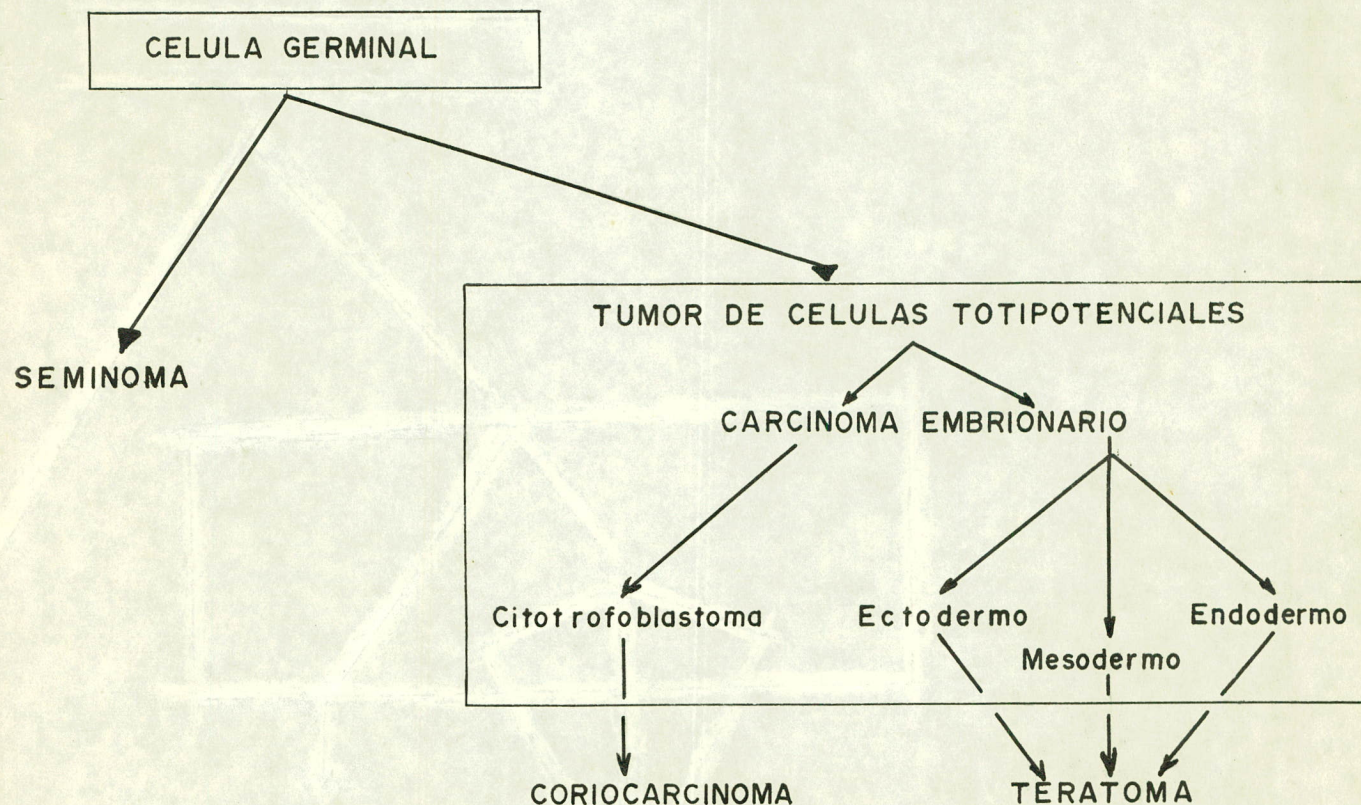 CELULA GERMINAL
TUMOR DE CELULAS TOTIPOTENCIALES
SEMINOMA
CARCINOMA EMBRIONARIO
Citotrofoblastoma
Ectodermo
Endodermo
Mesodermo
CORIOCARCINOMA
TERATOMA